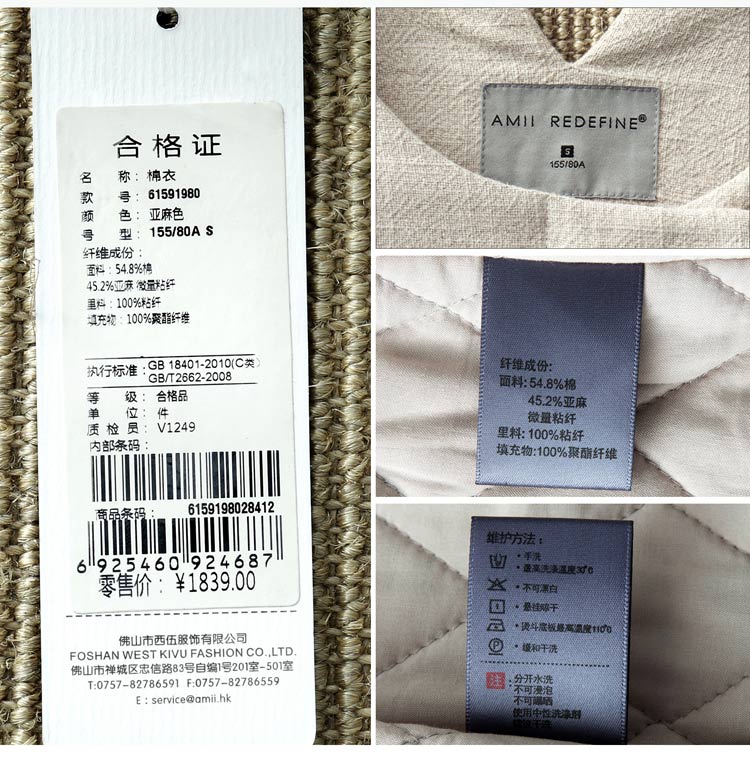 合格证
名 称：棉衣
款 号：61591980
颜 色：亚麻色
号 型：155/80A S
纤维成份：
面料：54.8%棉
45.2%亚麻 微量粘纤
里料：100%粘纤
填充物：100%聚酯纤维
执行标准：GB 18401-2010(C类)
GB/T2662-2008
等 级：合格品
单 位：件
质 检 员：V1249
内部条码：
商品条码： 6159198028412
6 925460 924687
零售价：¥1839.00
佛山市西伍服饰有限公司
FOSHAN WEST KIVU FASHION CO.,LTD.
佛山市禅城区忠信路83号自编1号201室-501室
T:0757-82786591 F:0757-82786559
E : service@amii.hk
AMII REDEFINE®
S
155/80A
纤维成份：
面料：54.8%棉
45.2%亚麻
微量粘纤
里料：100%粘纤
填充物：100%聚酯纤维
维护方法：
·手洗
·最高洗涤温度30°C
·不可漂白
·悬挂晾干
·熨斗底板最高温度110°C
P ·缓和干洗
注：分开水洗
不可浸泡
不可曝晒
使用中性洗涤剂